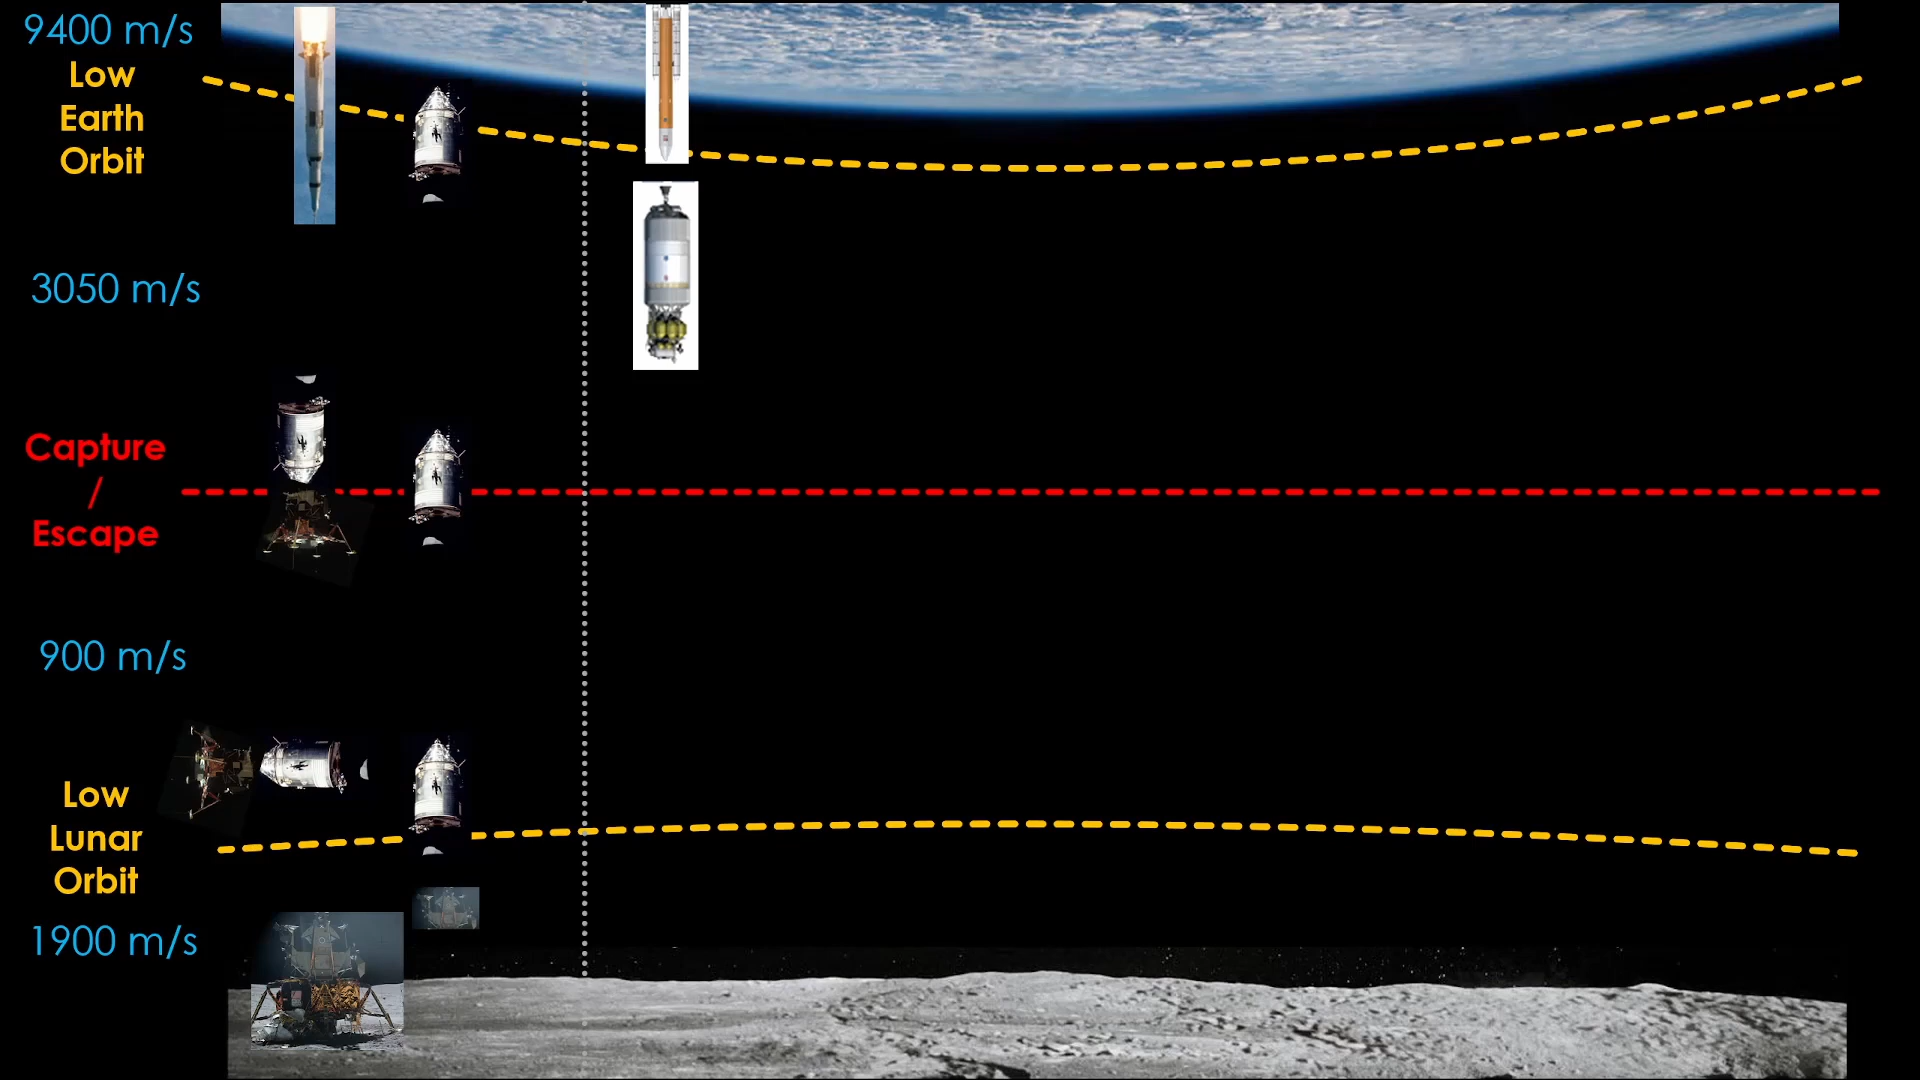 9400 m/s
Low
Earth
Orbit
3050 m/s
Capture
/
Escape
900 m/s
Low
Lunar
Orbit
1900 m/s